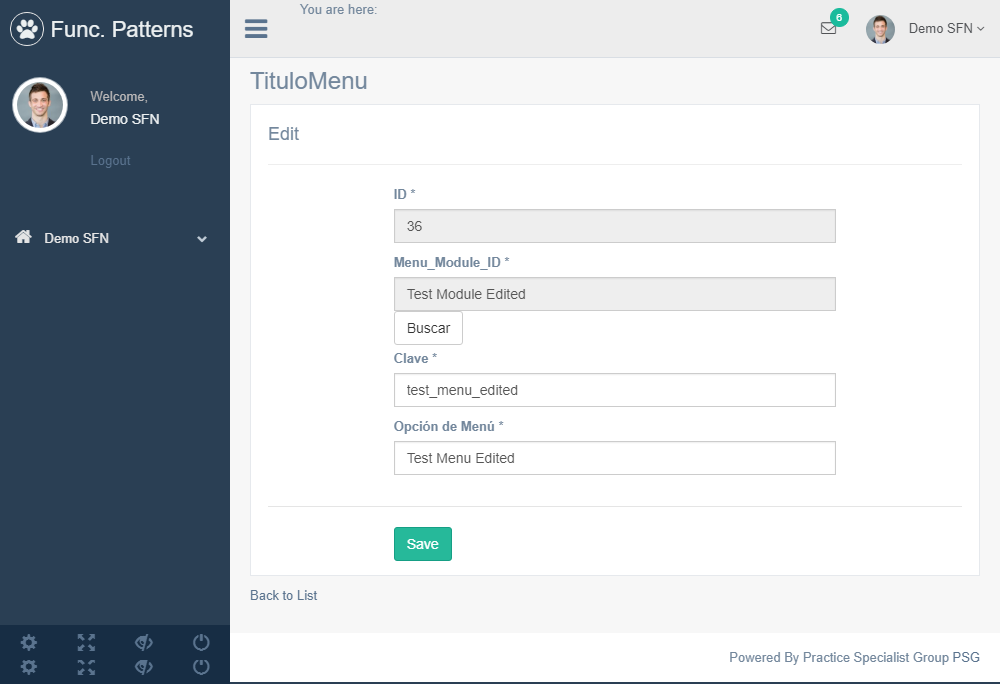 Func. Patterns
Welcome,
Demo SFN
Logout
Demo SFN
You are here:
6
Demo SFN
TituloMenu
Edit
ID *
36
Menu_Module_ID *
Test Module Edited
Buscar
Clave *
test_menu_edited
Opción de Menú *
Test Menu Edited
Save
Back to List
Powered By Practice Specialist Group PSG